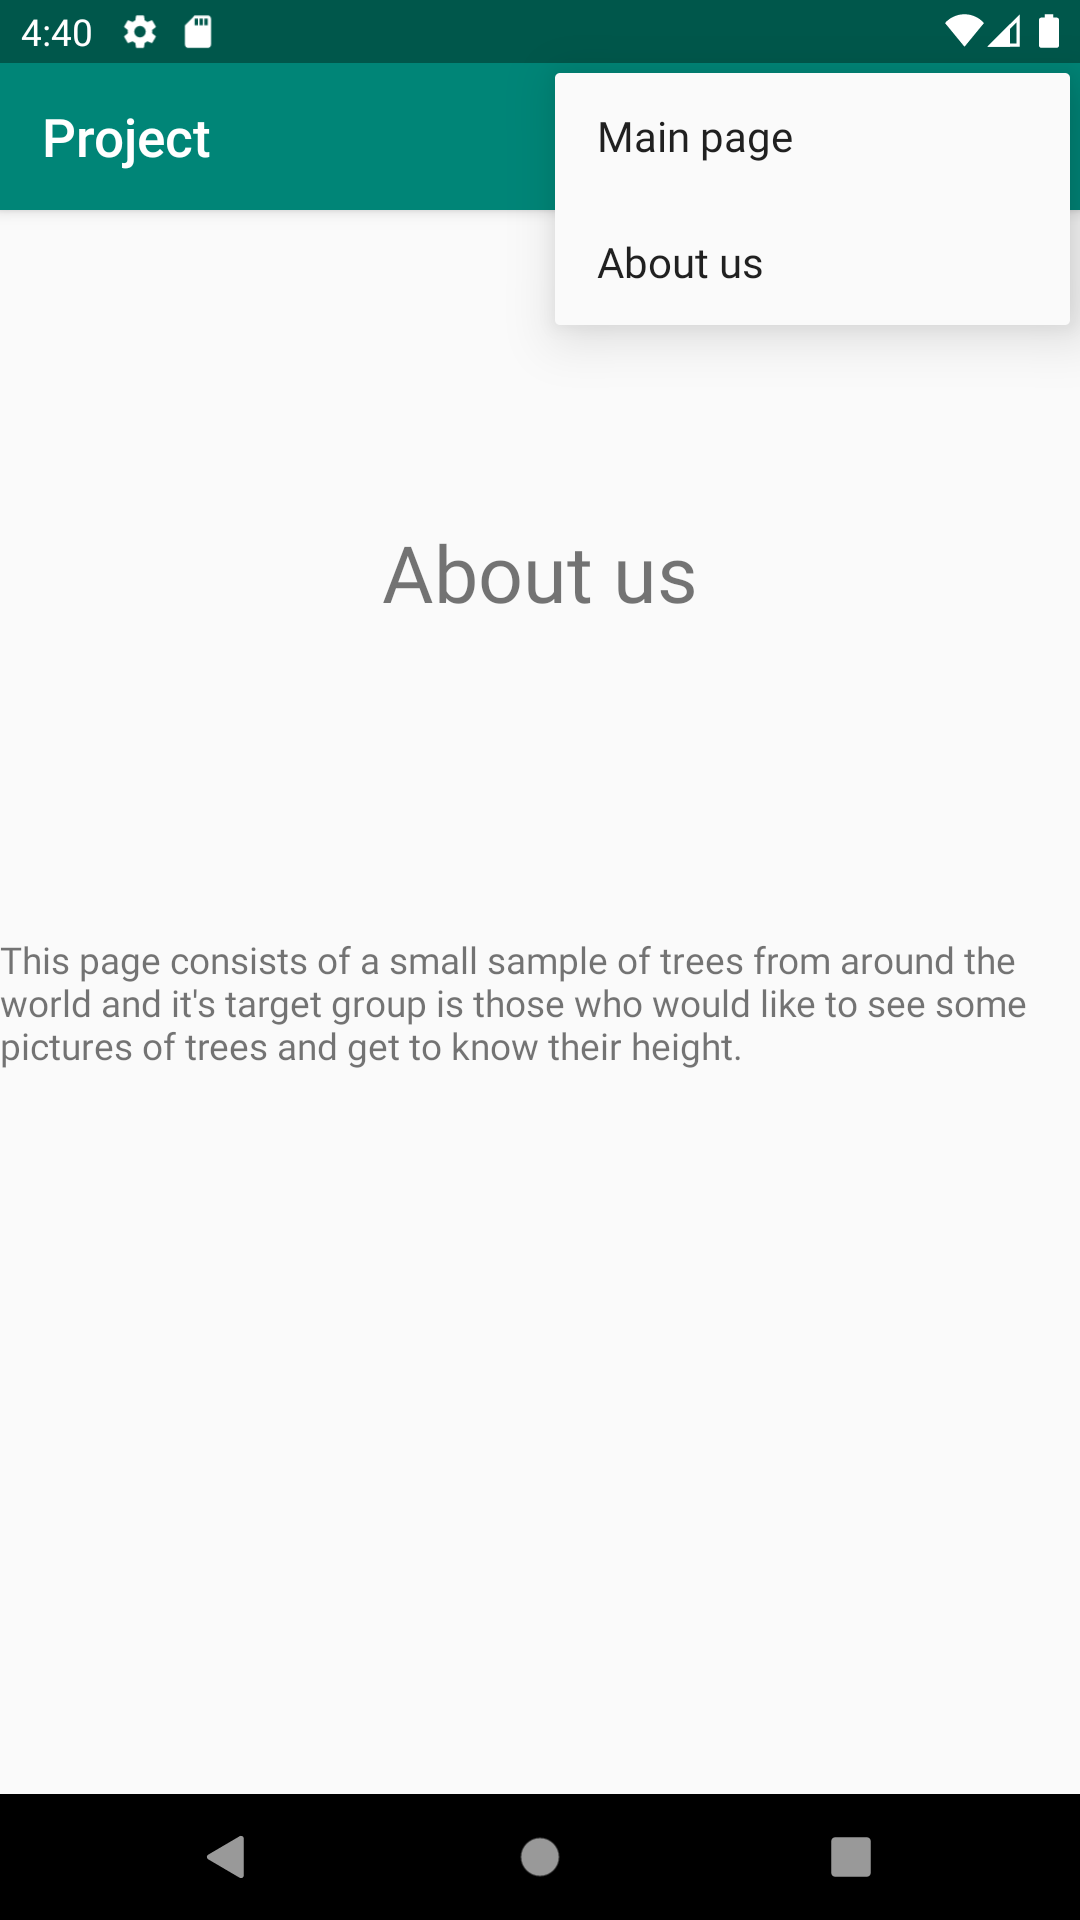 4:40
Project
Main page
About us
About us
This page consists of a small sample of trees from around the
world and it's target group is those who would like to see some
pictures of trees and get to know their height.